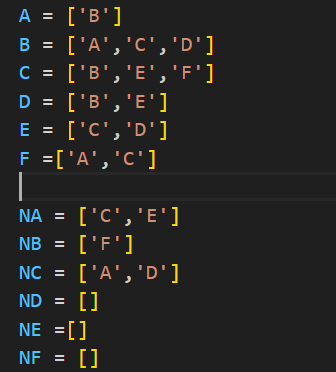 A = ['B']
B = ['A','C','D']
C = ['B','E','F']
D = ['B','E']
E = ['C','D']
F =['A','C']
NA = ['C','E']
NB = ['F']
NC = ['A','D']
ND = []
NE =[]
NF = []